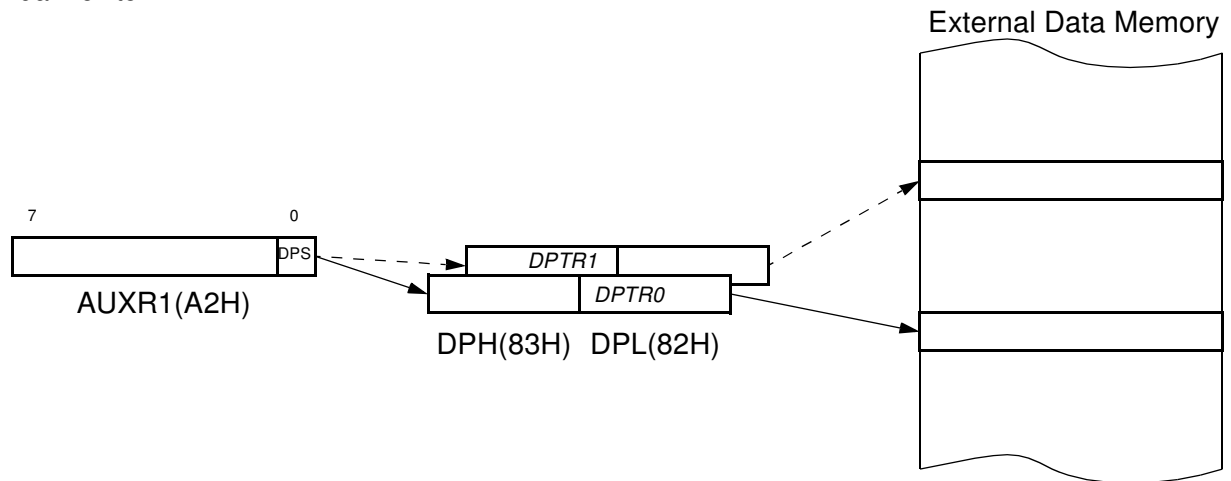 External Data Memory
7 0
DPS
DPTR1
DPTR0
AUXR1(A2H)
DPH(83H) DPL(82H)